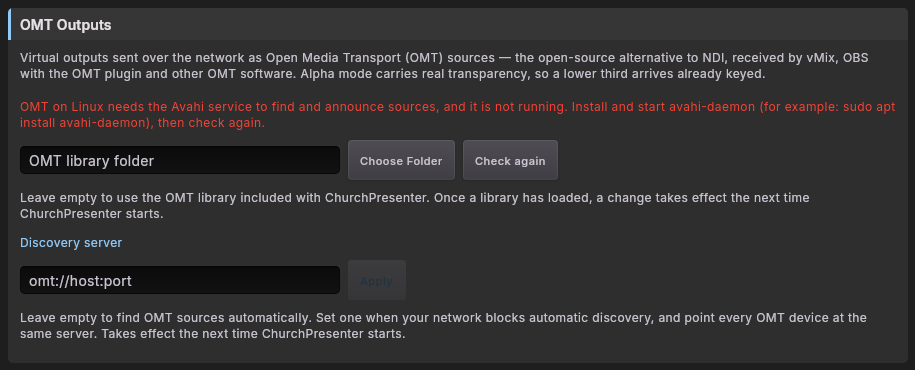 OMT Outputs
Virtual outputs sent over the network as Open Media Transport (OMT) sources — the open-source alternative to NDI, received by vMix, OBS
with the OMT plugin and other OMT software. Alpha mode carries real transparency, so a lower third arrives already keyed.
OMT on Linux needs the Avahi service to find and announce sources, and it is not running. Install and start avahi-daemon (for example: sudo apt
install avahi-daemon), then check again.
OMT library folder
Choose Folder
Check again
Leave empty to use the OMT library included with ChurchPresenter. Once a library has loaded, a change takes effect the next time
ChurchPresenter starts.
Discovery server
omt://host:port
Apply
Leave empty to find OMT sources automatically. Set one when your network blocks automatic discovery, and point every OMT device at the
same server. Takes effect the next time ChurchPresenter starts.